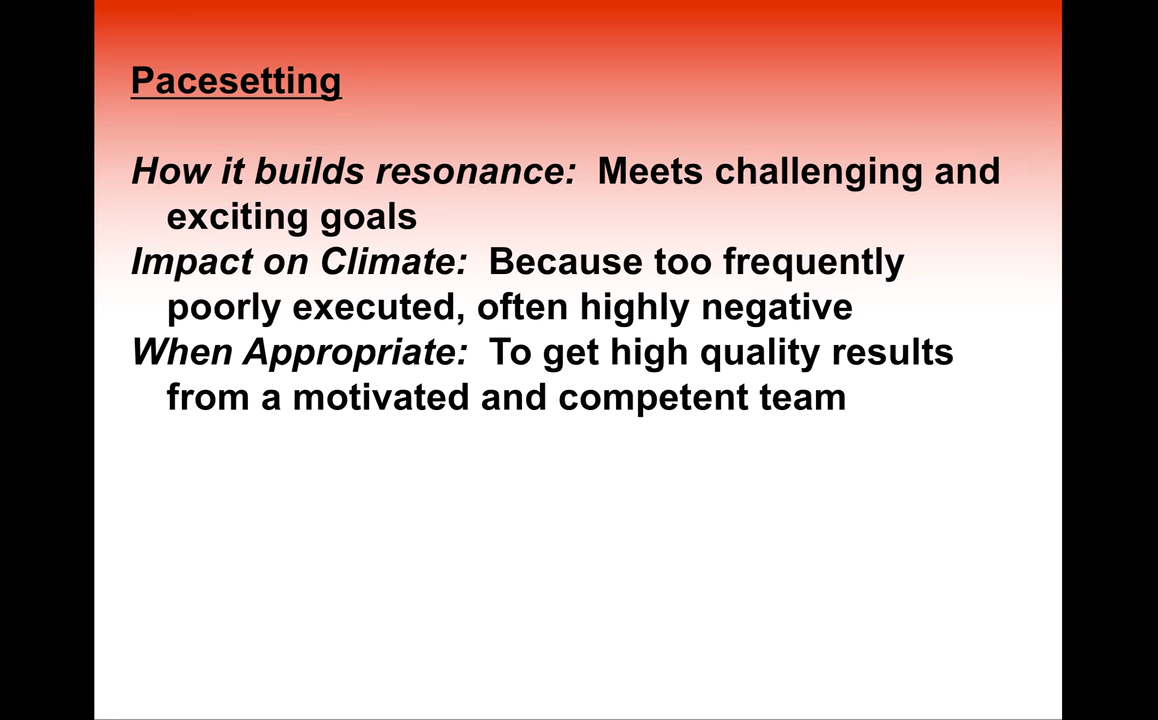 Pacesetting
How it builds resonance: Meets challenging and
exciting goals
Impact on Climate: Because too frequently
poorly executed, often highly negative
When Appropriate: To get high quality results
from a motivated and competent team